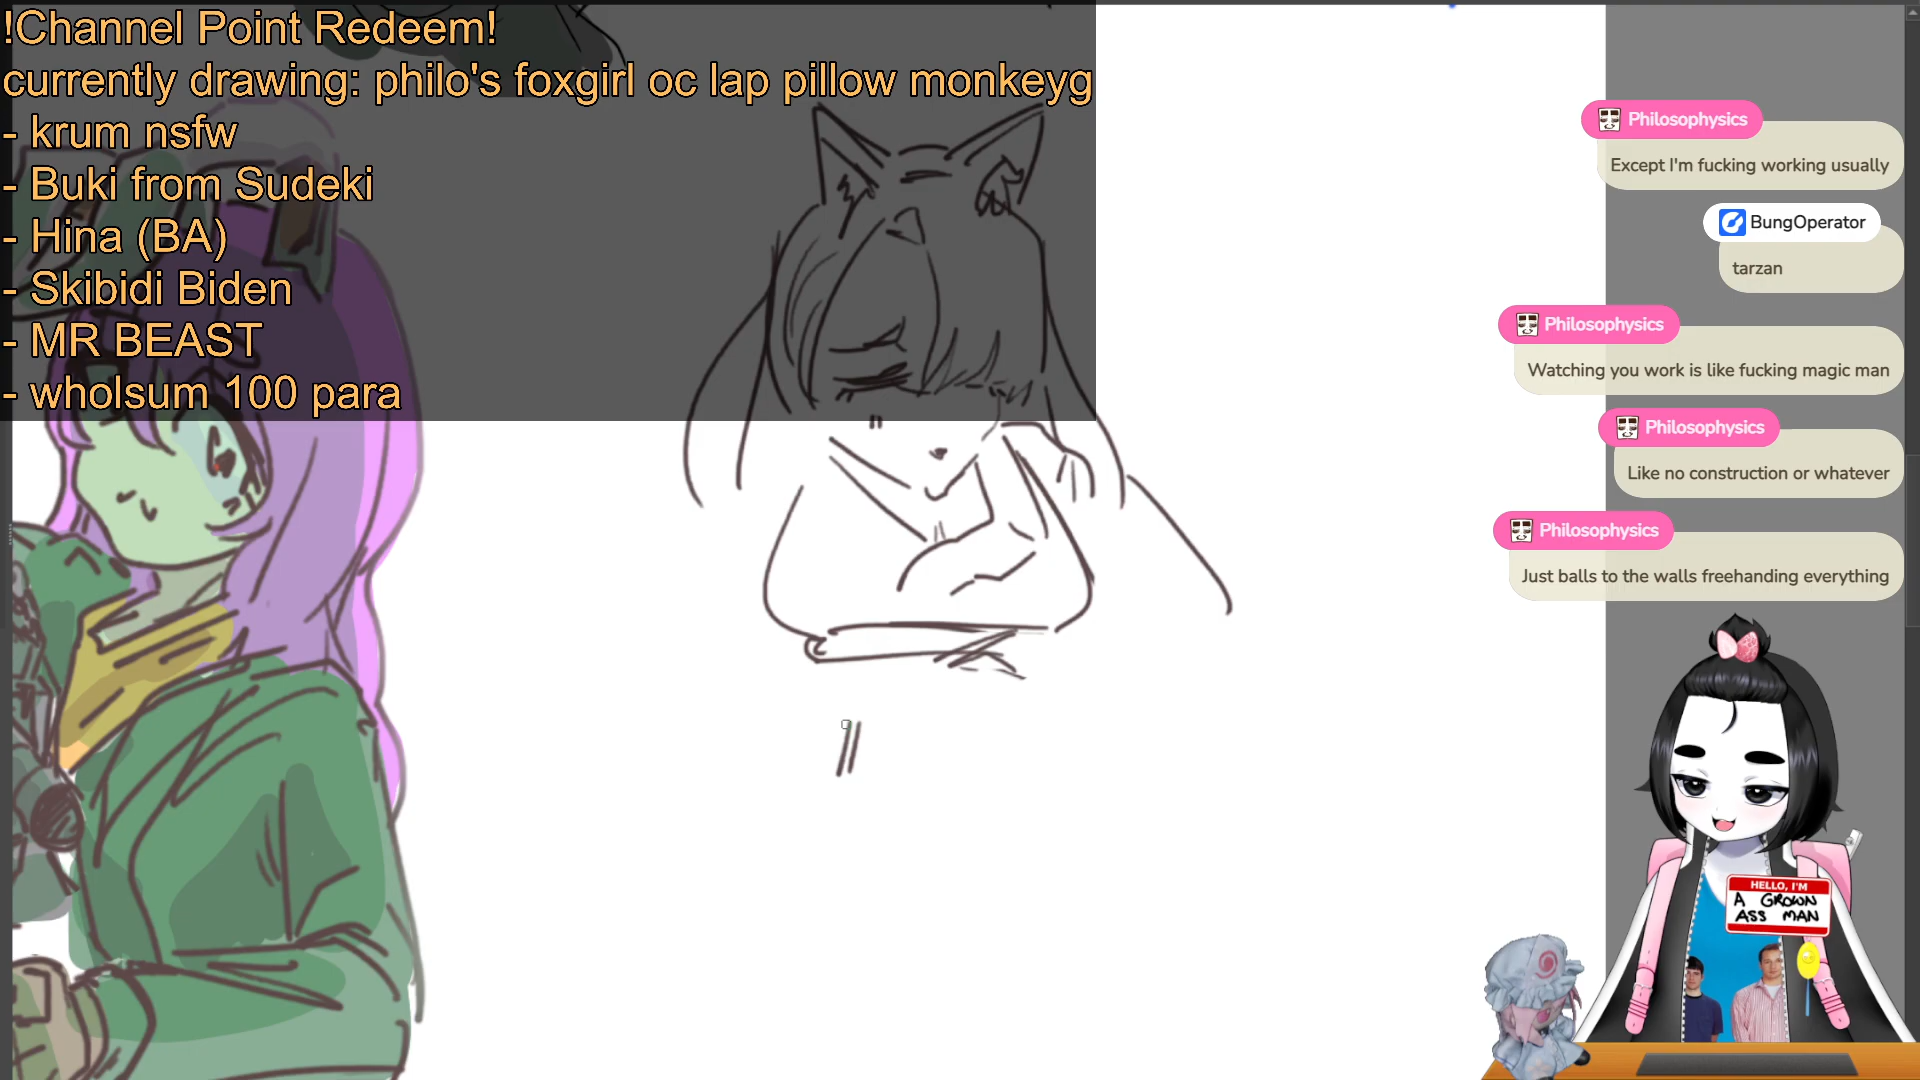 !Channel Point Redeem!
currently drawing: philo's foxgirl oc lap pillow monkeyg
- krum nsfw
- Buki from Sudeki
- Hina (BA)
- Skibidi Biden
- MR BEAST
- wholsum 100 para
Philosophysics
Except I'm fucking working usually
BungOperator
tarzan
Philosophysics
Watching you work is like fucking magic man
Philosophysics
Like no construction or whatever
Philosophysics
Just balls to the walls freehanding everything
HELLO, I'M
A GROWN
ASS MAN